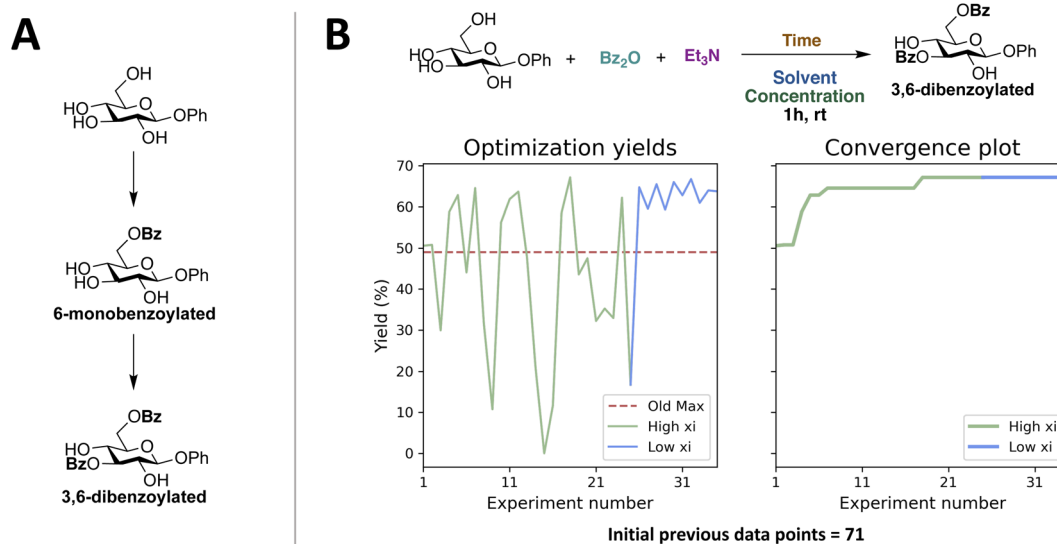 A
OH
HO
HO
O
OPh
OH
OBz
HO
HO
O
OPh
OH
6-monobenzoylated
OBz
HO
BzO
O
OPh
OH
3,6-dibenzoylated
B
OH
HO
HO
O
OPh
OH
+ Bz2O + Et3N
Time
Solvent
Concentration
1h, rt
OBz
HO
BzO
O
OPh
OH
3,6-dibenzoylated
Optimization yields
Yield (%)
70
60
50
40
30
20
10
0
Old Max
High xi
Low xi
1 11 21 31
Experiment number
Convergence plot
High xi
Low xi
1 11 21 31
Experiment number
Initial previous data points = 71